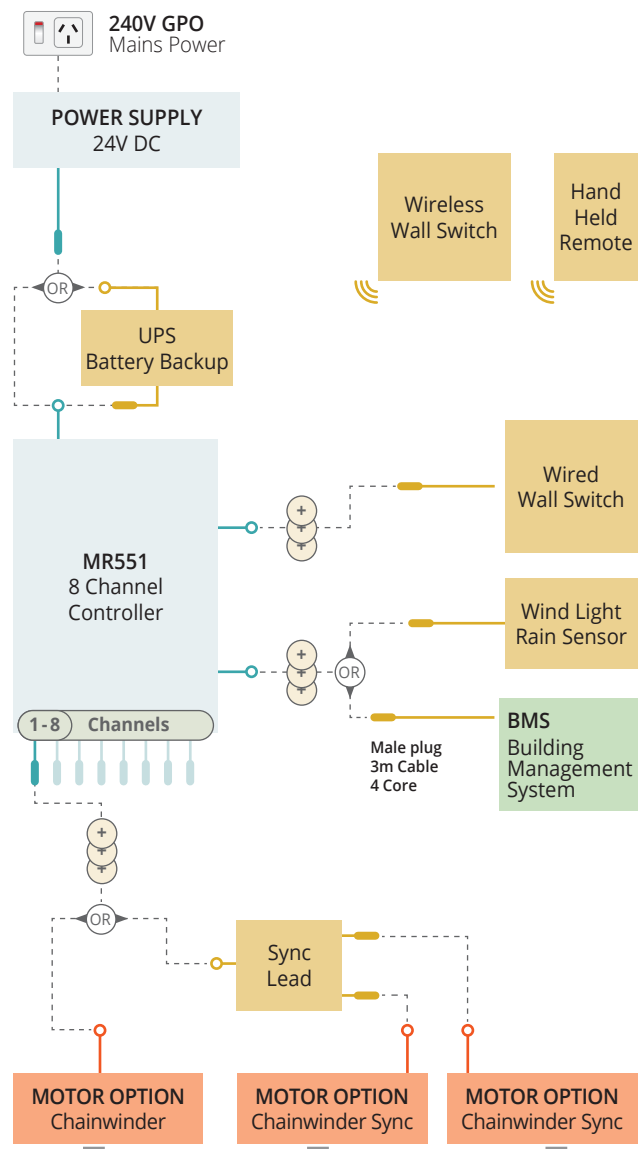 240V GPO
Mains Power
POWER SUPPLY
24V DC
Wireless
Wall Switch
Hand
Held
Remote
OR
UPS
Battery Backup
Wired
Wall Switch
+
+
+
MR551
8 Channel
Controller
Wind Light
Rain Sensor
+
+
+
OR
BMS
Building
Management
System
Male plug
3m Cable
4 Core
1-8 Channels
+
+
+
OR
Sync
Lead
MOTOR OPTION
Chainwinder
MOTOR OPTION
Chainwinder Sync
MOTOR OPTION
Chainwinder Sync